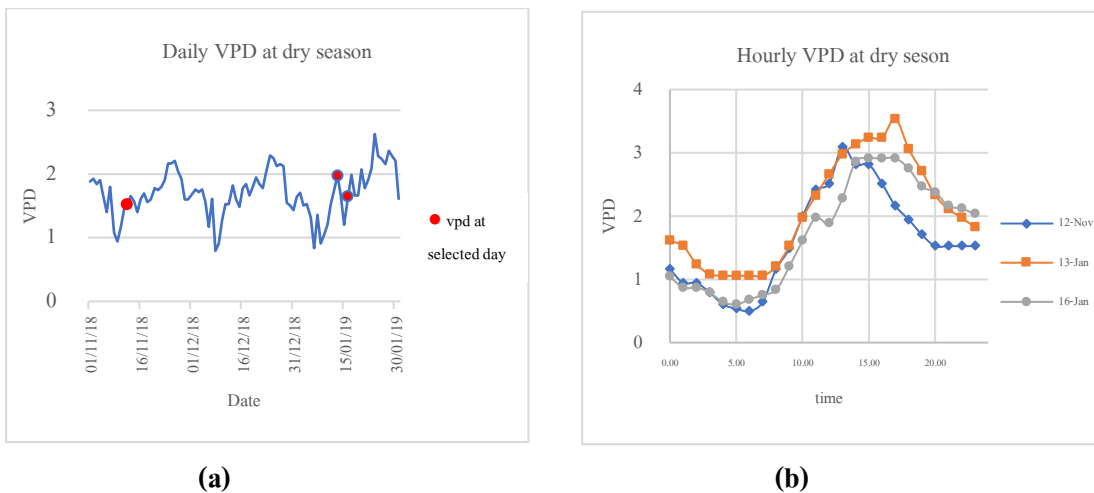 Daily VPD at dry season
3
2
1
0
VPD
01/11/18
16/11/18
01/12/18
16/12/18
31/12/18
15/01/19
30/01/19
Date
vpd at
selected day
(a)
Hourly VPD at dry seson
4
3
2
1
0
VPD
0.00
5.00
10.00
15.00
20.00
time
12-Nov
13-Jan
16-Jan
(b)